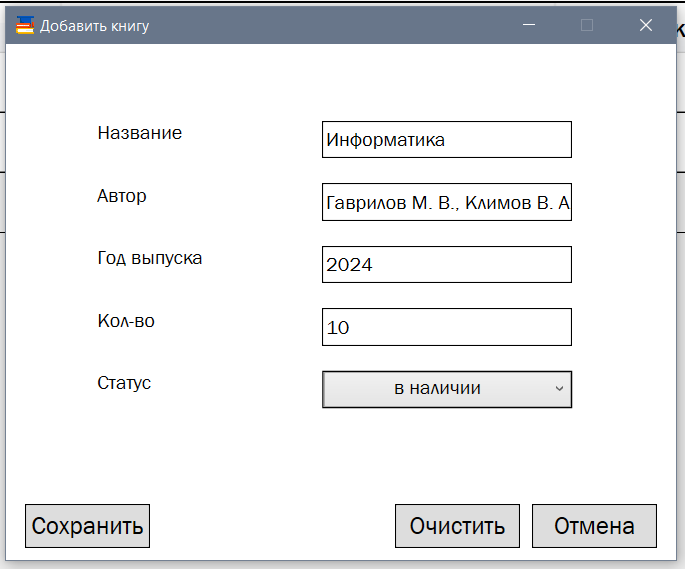 Добавить книгу
Название
Информатика
Автор
Гаврилов М. В., Климов В. А
Год выпуска
2024
Кол-во
10
Статус
в наличии
Сохранить
Очистить
Отмена